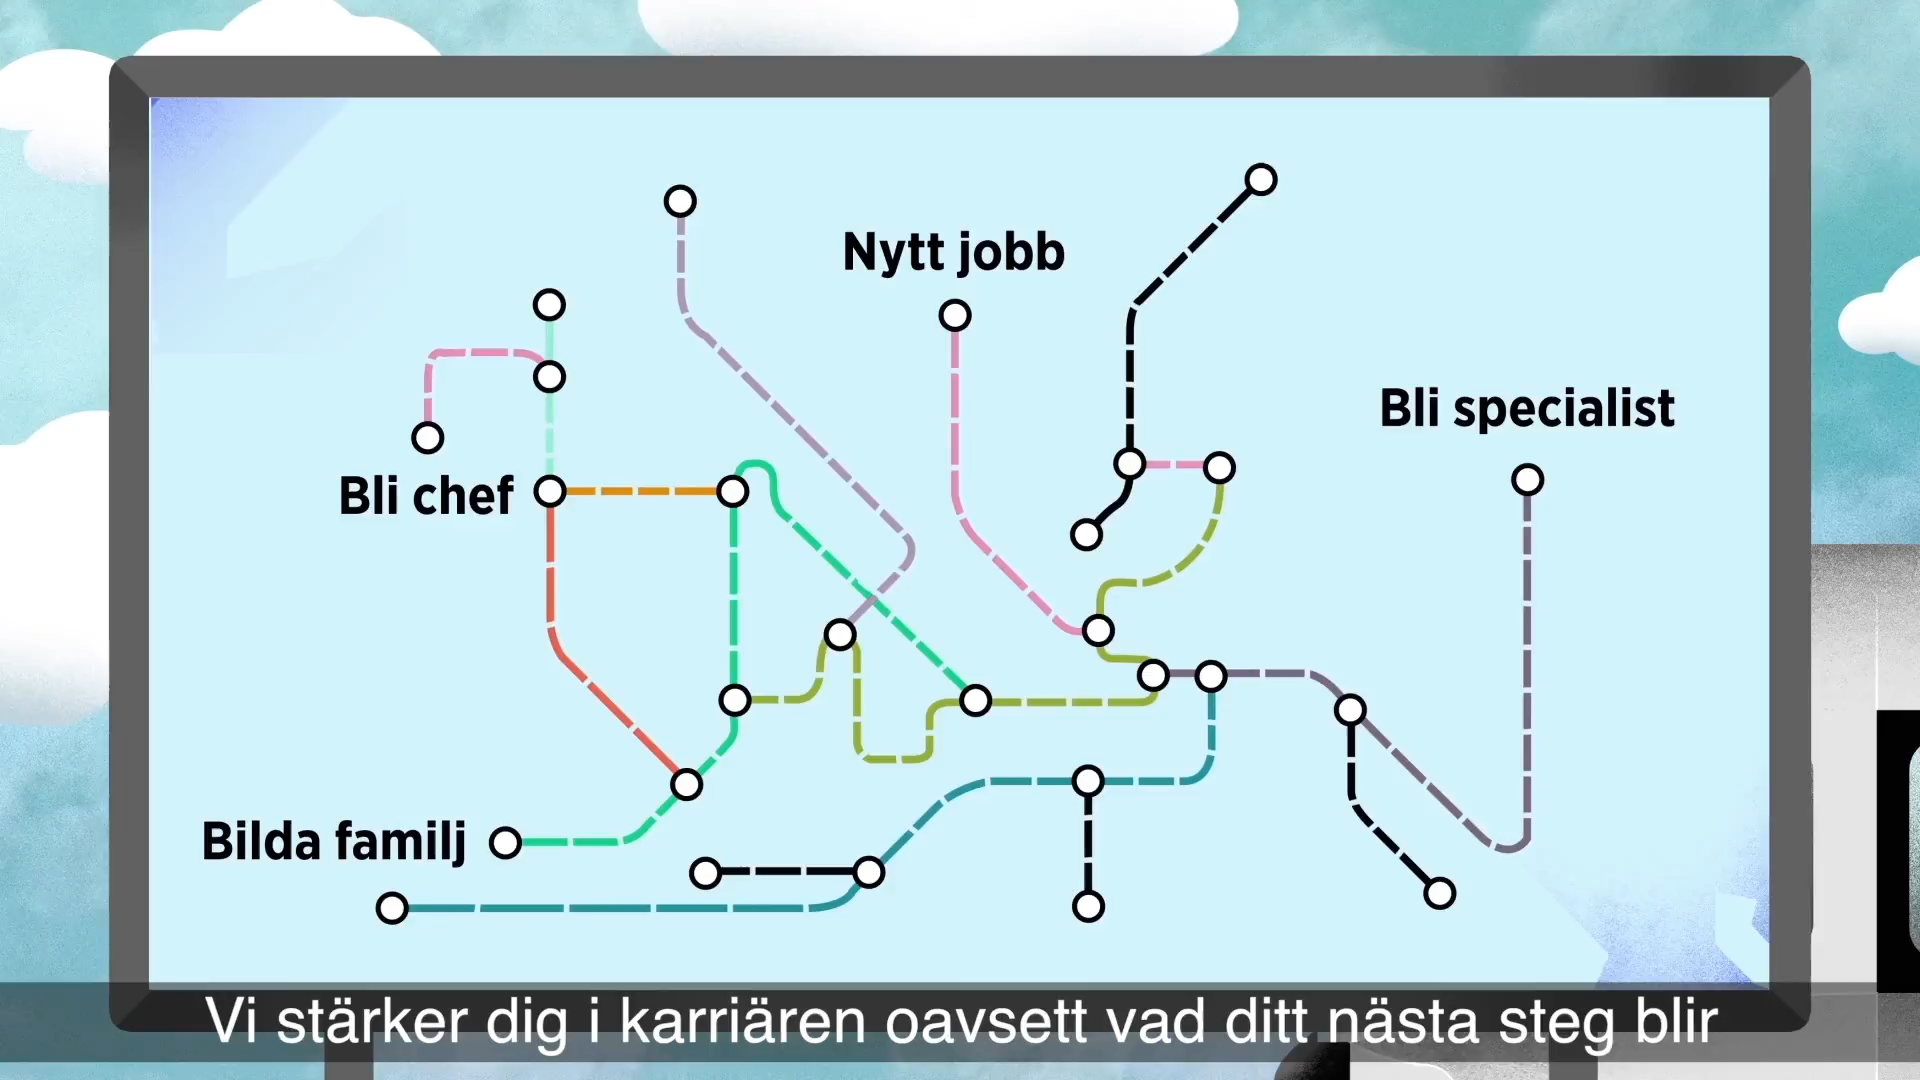 Nytt jobb
Bli specialist
Bli chef
Bilda familj
Vi stärker dig i karriären oavsett vad ditt nästa steg blir